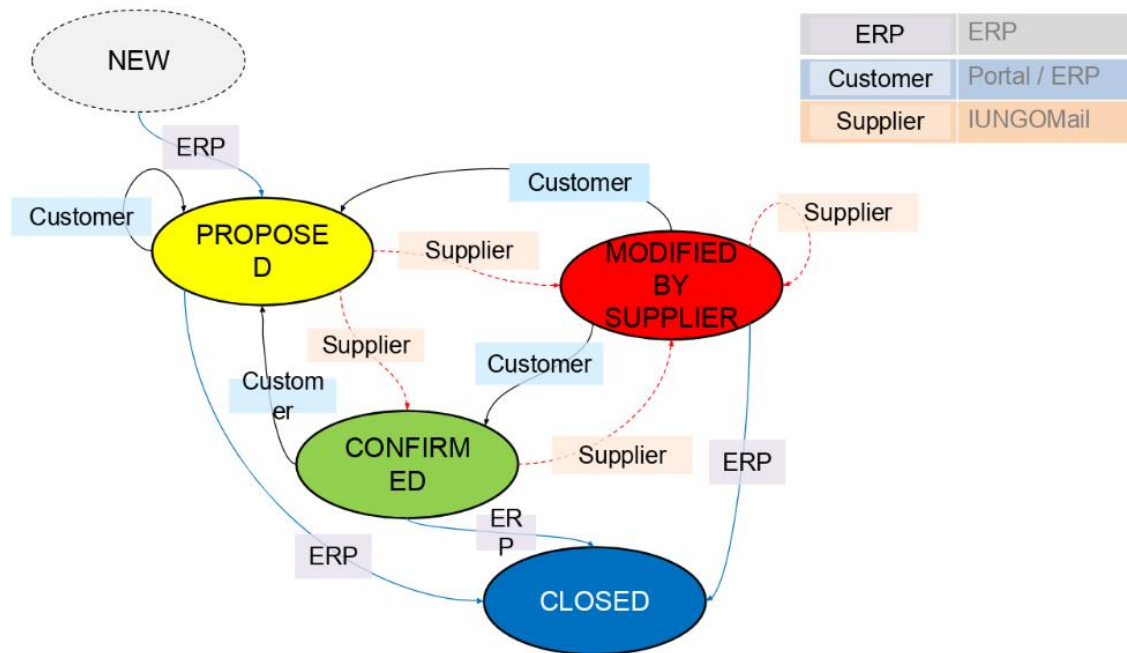 NEW
ERP
ERP
Customer
Portal / ERP
Supplier
IUNGOMail
ERP
Customer
Customer
Supplier
PROPOSE
D
Supplier
MODIFIED
BY
SUPPLIER
Supplier
Customer
Custom
er
CONFIRM
ED
Supplier
ERP
ER
P
ERP
CLOSED